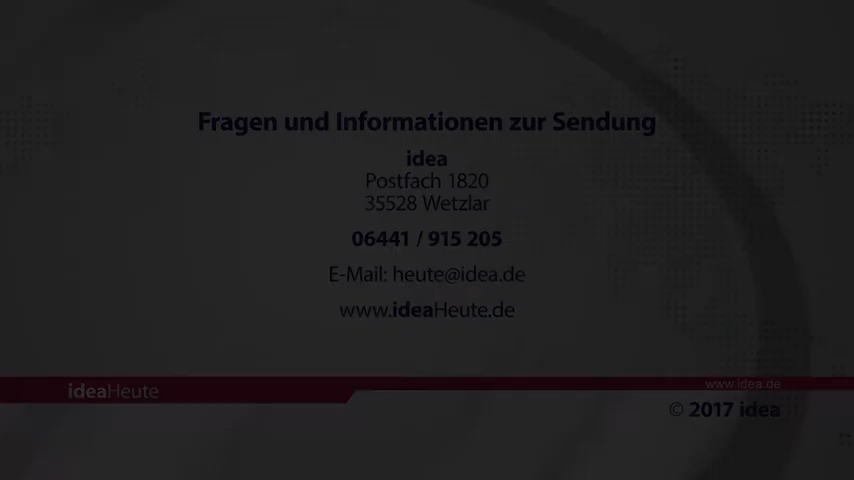 Fragen und Informationen zur Sendung
idea
Postfach 1820
35528 Wetzlar
06441 / 915 205
E-Mail: heute@idea.de
www.ideaHeute.de
www.idea.de
ideaHeute
© 2017 idea